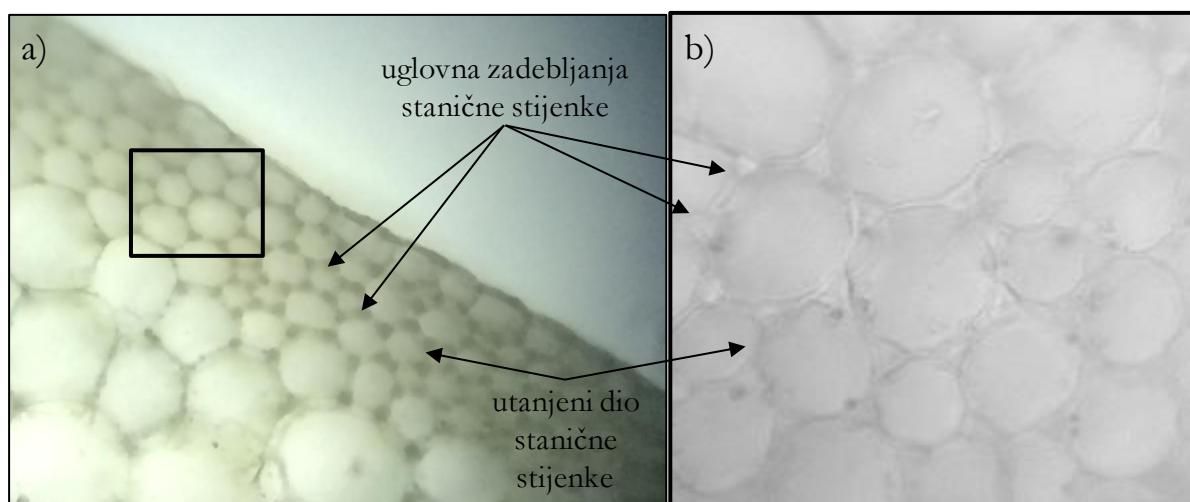 a)
uglovna zadebljanja
stanične stijenke
b)
utanjeni dio
stanične
stijenke